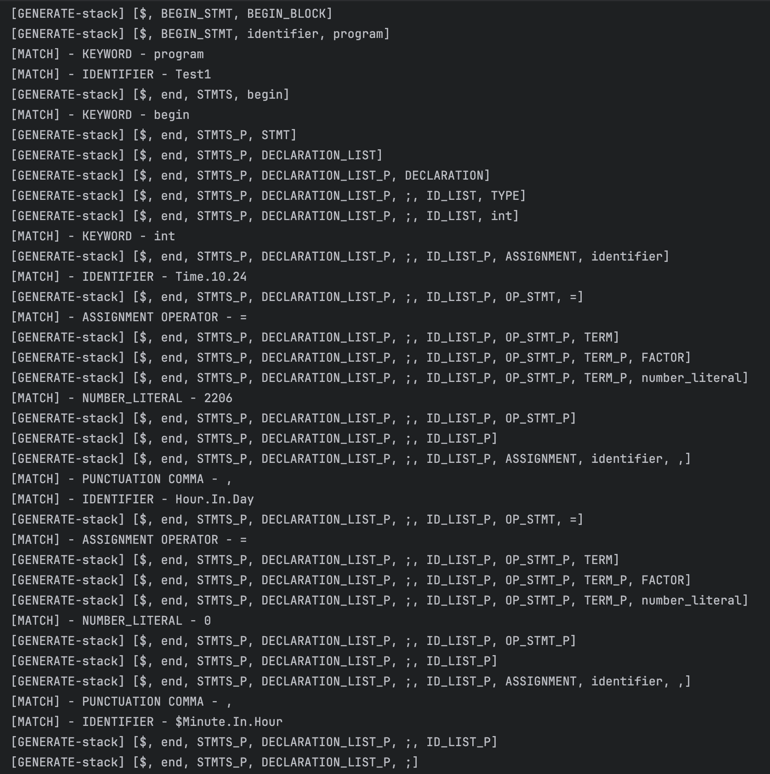 [GENERATE-stack] [$, BEGIN_STMT, BEGIN_BLOCK]
[GENERATE-stack] [$, BEGIN_STMT, identifier, program]
[MATCH] - KEYWORD - program
[MATCH] - IDENTIFIER - Test1
[GENERATE-stack] [$, end, STMTS, begin]
[MATCH] - KEYWORD - begin
[GENERATE-stack] [$, end, STMTS_P, STMT]
[GENERATE-stack] [$, end, STMTS_P, DECLARATION_LIST]
[GENERATE-stack] [$, end, STMTS_P, DECLARATION_LIST_P, DECLARATION]
[GENERATE-stack] [$, end, STMTS_P, DECLARATION_LIST_P, ;, ID_LIST, TYPE]
[GENERATE-stack] [$, end, STMTS_P, DECLARATION_LIST_P, ;, ID_LIST, int]
[MATCH] - KEYWORD - int
[GENERATE-stack] [$, end, STMTS_P, DECLARATION_LIST_P, ;, ID_LIST_P, ASSIGNMENT, identifier]
[MATCH] - IDENTIFIER - Time.10.24
[GENERATE-stack] [$, end, STMTS_P, DECLARATION_LIST_P, ;, ID_LIST_P, OP_STMT, =]
[MATCH] - ASSIGNMENT OPERATOR - =
[GENERATE-stack] [$, end, STMTS_P, DECLARATION_LIST_P, ;, ID_LIST_P, OP_STMT_P, TERM]
[GENERATE-stack] [$, end, STMTS_P, DECLARATION_LIST_P, ;, ID_LIST_P, OP_STMT_P, TERM_P, FACTOR]
[GENERATE-stack] [$, end, STMTS_P, DECLARATION_LIST_P, ;, ID_LIST_P, OP_STMT_P, TERM_P, number_literal]
[MATCH] - NUMBER_LITERAL - 2206
[GENERATE-stack] [$, end, STMTS_P, DECLARATION_LIST_P, ;, ID_LIST_P, OP_STMT_P]
[GENERATE-stack] [$, end, STMTS_P, DECLARATION_LIST_P, ;, ID_LIST_P]
[GENERATE-stack] [$, end, STMTS_P, DECLARATION_LIST_P, ;, ID_LIST_P, ASSIGNMENT, identifier, ,]
[MATCH] - PUNCTUATION COMMA - ,
[MATCH] - IDENTIFIER - Hour.In.Day
[GENERATE-stack] [$, end, STMTS_P, DECLARATION_LIST_P, ;, ID_LIST_P, OP_STMT, =]
[MATCH] - ASSIGNMENT OPERATOR - =
[GENERATE-stack] [$, end, STMTS_P, DECLARATION_LIST_P, ;, ID_LIST_P, OP_STMT_P, TERM]
[GENERATE-stack] [$, end, STMTS_P, DECLARATION_LIST_P, ;, ID_LIST_P, OP_STMT_P, TERM_P, FACTOR]
[GENERATE-stack] [$, end, STMTS_P, DECLARATION_LIST_P, ;, ID_LIST_P, OP_STMT_P, TERM_P, number_literal]
[MATCH] - NUMBER_LITERAL - 0
[GENERATE-stack] [$, end, STMTS_P, DECLARATION_LIST_P, ;, ID_LIST_P, OP_STMT_P]
[GENERATE-stack] [$, end, STMTS_P, DECLARATION_LIST_P, ;, ID_LIST_P]
[GENERATE-stack] [$, end, STMTS_P, DECLARATION_LIST_P, ;, ID_LIST_P, ASSIGNMENT, identifier, ,]
[MATCH] - PUNCTUATION COMMA - ,
[MATCH] - IDENTIFIER - $Minute.In.Hour
[GENERATE-stack] [$, end, STMTS_P, DECLARATION_LIST_P, ;, ID_LIST_P]
[GENERATE-stack] [$, end, STMTS_P, DECLARATION_LIST_P, ;]